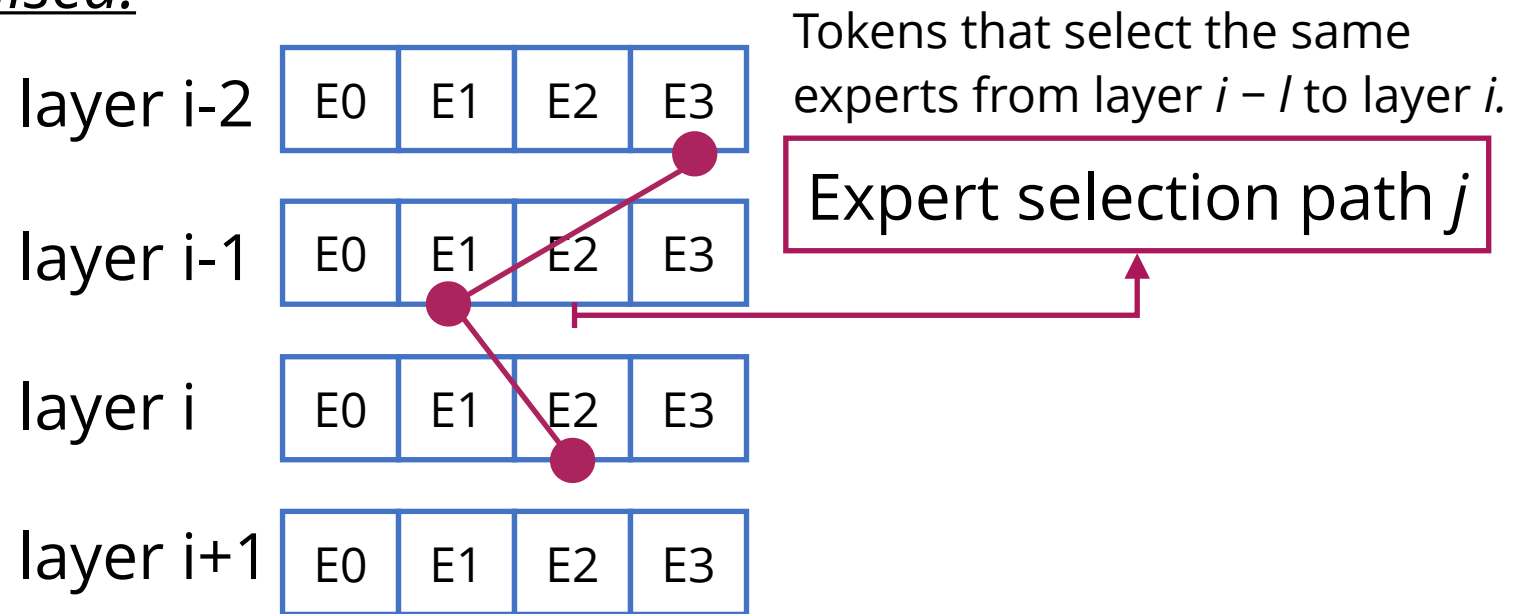 Tokens that select the same
experts from layer i – l to layer i.
Expert selection path j
layer i-2 E0 E1 E2 E3
layer i-1 E0 E1 E2 E3
layer i E0 E1 E2 E3
layer i+1 E0 E1 E2 E3